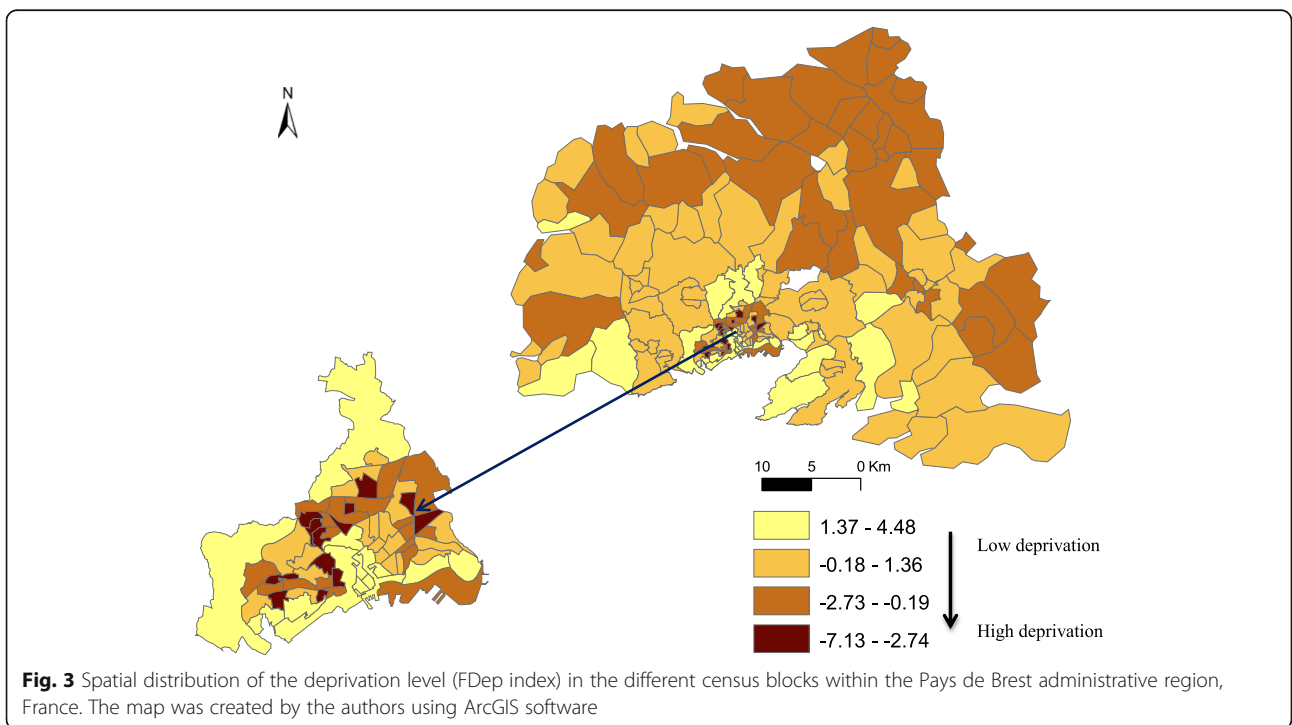 N
10 5 0 Km
1.37 - 4.48
-0.18 - 1.36
-2.73 - -0.19
-7.13 - -2.74
Low deprivation
High deprivation
Fig. 3 Spatial distribution of the deprivation level (FDep index) in the different census blocks within the Pays de Brest administrative region,
France. The map was created by the authors using ArcGIS software